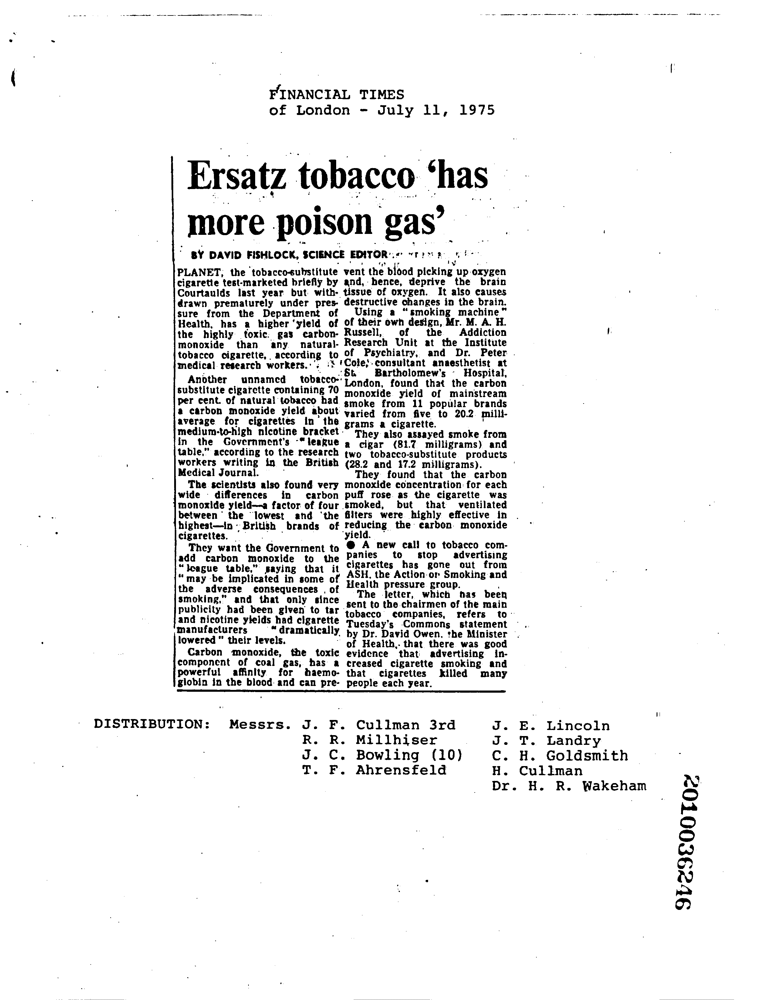 FINANCIAL TIMES
of London - July 11, 1975
Ersatz tobacco ‘has
more poison gas’
BY DAVID FISHLOCK, SCIENCE EDITOR
PLANET, the tobacco-substitute
cigarette test-marketed briefly by
Courtaulds last year but with-
drawn prematurely under pres-
sure from the Department of
Health, has a higher yield of
the highly toxic gas carbon
monoxide than any natural-
tobacco cigarette, according to
medical research workers.
Another unnamed tobacco-
substitute cigarette containing 70
per cent. of natural tobacco had
a carbon monoxide yield about
average for cigarettes in the
medium-to-high nicotine bracket
in the Government's "league
table," according to the research
workers writing in the British
Medical Journal.
The scientists also found very
wide differences in carbon
monoxide yield—a factor of four
between the lowest and the
highest—in British brands of
cigarettes.
They want the Government to
add carbon monoxide to the
"league table," saying that it
"may be implicated in some of
the adverse consequences of
smoking," and that only since
publicity had been given to tar
and nicotine yields had cigarette
manufacturers "dramatically
lowered" their levels.
Carbon monoxide, the toxic
component of coal gas, has a
powerful affinity for haemo-
globin in the blood and can pre-
vent the blood picking up oxygen
and, hence, deprive the brain
tissue of oxygen. It also causes
destructive changes in the brain.
Using a "smoking machine"
of their own design, Mr. M. A. H.
Russell, of the Addiction
Research Unit at the Institute
of Psychiatry, and Dr. Peter
Cole, consultant anaesthetist at
St. Bartholomew's Hospital,
London, found that the carbon
monoxide yield of mainstream
smoke from 11 popular brands
varied from five to 20.2 milli-
grams a cigarette.
They also assayed smoke from
a cigar (81.7 milligrams) and
two tobacco-substitute products
(28.2 and 17.2 milligrams).
They found that the carbon
monoxide concentration for each
puff rose as the cigarette was
smoked, but that ventilated
filters were highly effective in
reducing the carbon monoxide
yield.
● A new call to tobacco com-
panies to stop advertising
cigarettes has gone out from
ASH, the Action on Smoking and
Health pressure group.
The letter, which has been
sent to the chairmen of the main
tobacco companies, refers to
Tuesday's Commons statement
by Dr. David Owen, the Minister
of Health, that there was good
evidence that advertising in-
creased cigarette smoking and
that cigarettes killed many
people each year.
DISTRIBUTION: Messrs. J. F. Cullman 3rd
R. R. Millhiser
J. C. Bowling (10)
T. F. Ahrensfeld
J. E. Lincoln
J. T. Landry
C. H. Goldsmith
H. Cullman
Dr. H. R. Wakeham
2010036246